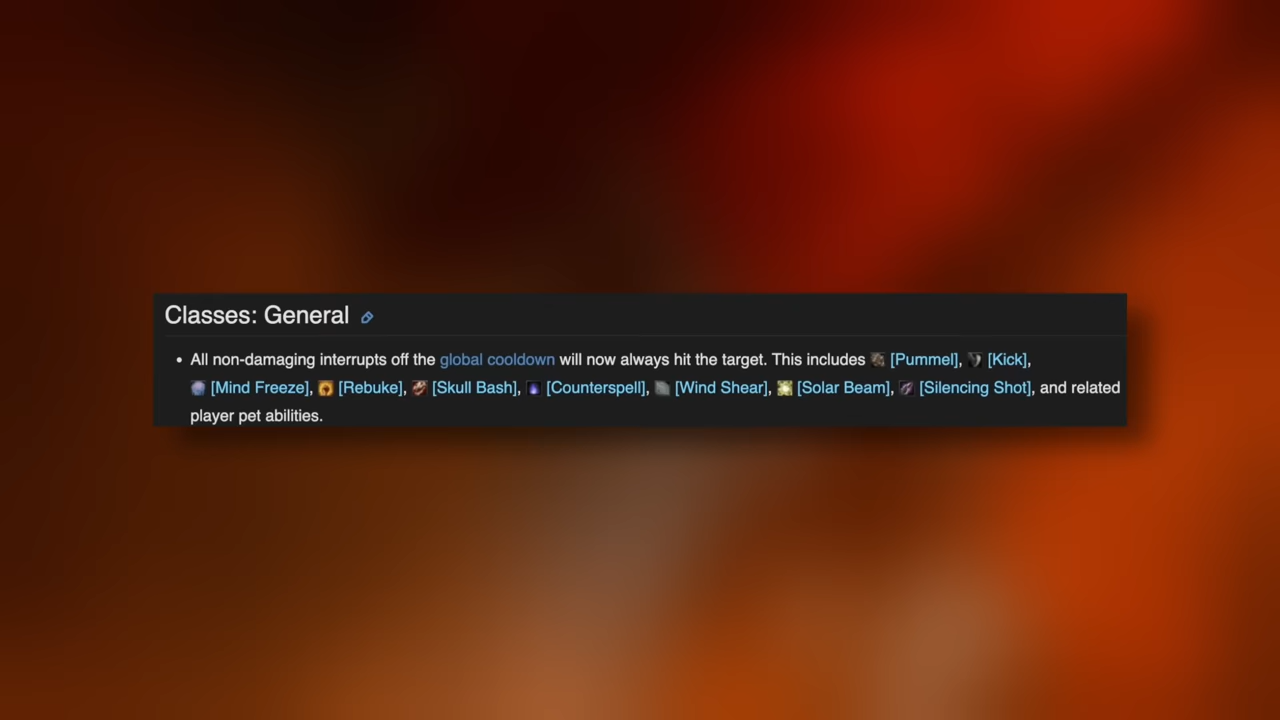 Classes: General
• All non-damaging interrupts off the global cooldown will now always hit the target. This includes [Pummel], [Kick],
[Mind Freeze], [Rebuke], [Skull Bash], [Counterspell], [Wind Shear], [Solar Beam], [Silencing Shot], and related
player pet abilities.